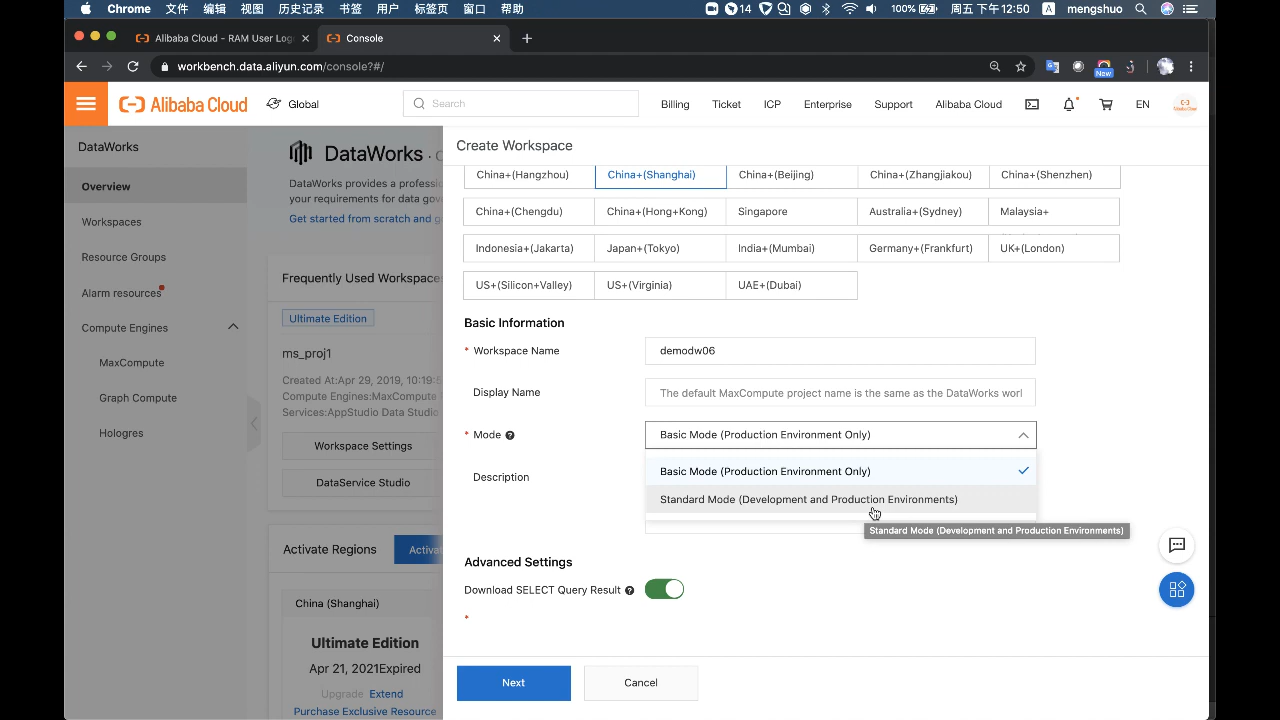 Chrome 文件 编辑 视图 历史记录 书签 用户 标签页 窗口 帮助 14 100% 周五 下午12:50 A mengshuo
Alibaba Cloud - RAM User Log
Console
workbench.data.aliyun.com/console?#/
New
Alibaba Cloud Global Search Billing Ticket ICP Enterprise Support Alibaba Cloud EN
DataWorks
Overview
Workspaces
Resource Groups
Alarm resources
Compute Engines
MaxCompute
Graph Compute
Hologres
DataWorks
DataWorks provides a professio
your requirements for data gov
Get started from scratch and g
Frequently Used Workspace
Ultimate Edition
ms_proj1
Created At:Apr 29, 2019, 10:19:5
Compute Engines:MaxCompute
Services:AppStudio Data Studio
Workspace Settings
DataService Studio
Activate Regions
Activa
China (Shanghai)
Ultimate Edition
Apr 21, 2021Expired
Upgrade Extend
Purchase Exclusive Resource
Create Workspace
China+(Hangzhou) China+(Shanghai) China+(Beijing) China+(Zhangjiakou) China+(Shenzhen)
China+(Chengdu) China+(Hong+Kong) Singapore Australia+(Sydney) Malaysia+
Indonesia+(Jakarta) Japan+(Tokyo) India+(Mumbai) Germany+(Frankfurt) UK+(London)
US+(Silicon+Valley) US+(Virginia) UAE+(Dubai)
Basic Information
* Workspace Name demodw06
Display Name The default MaxCompute project name is the same as the DataWorks worl
* Mode Basic Mode (Production Environment Only)
Basic Mode (Production Environment Only)
Description
Standard Mode (Development and Production Environments)
Standard Mode (Development and Production Environments)
Advanced Settings
Download SELECT Query Result
*
Next Cancel